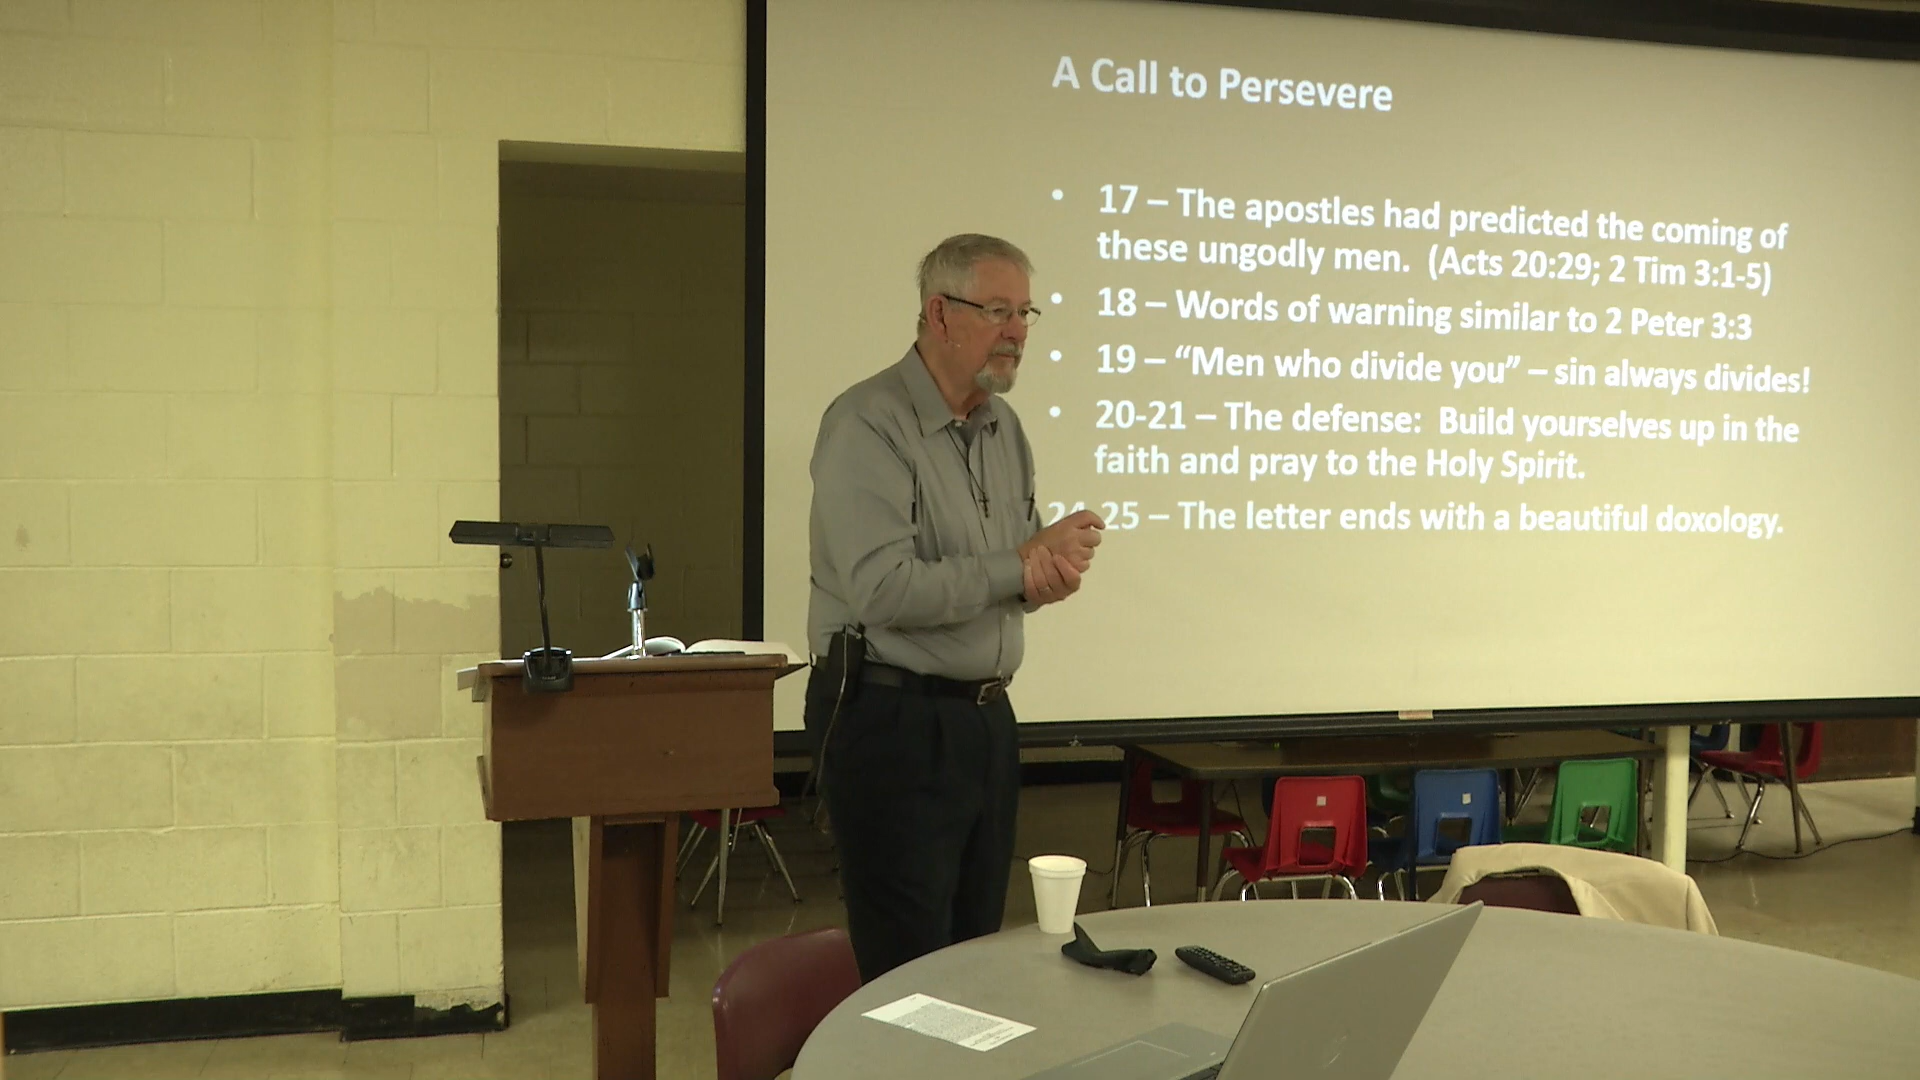 A Call to Persevere
• 17 – The apostles had predicted the coming of
these ungodly men. (Acts 20:29; 2 Tim 3:1-5)
• 18 – Words of warning similar to 2 Peter 3:3
• 19 – “Men who divide you” – sin always divides!
• 20-21 – The defense: Build yourselves up in the
faith and pray to the Holy Spirit.
24-25 – The letter ends with a beautiful doxology.